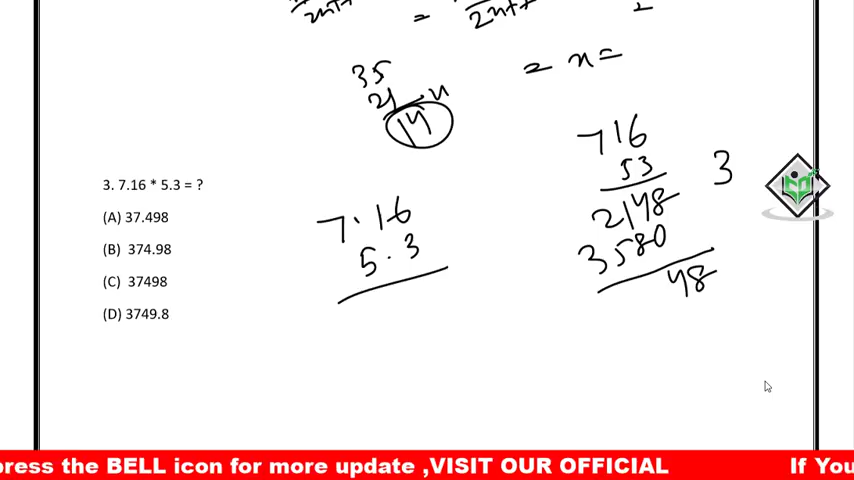 =
= x =
35
21
14
716
53
3
2148
3580
48
3. 7.16 * 5.3 = ?
(A) 37.498
(B) 374.98
(C) 37498
(D) 3749.8
7.16
5.3
press the BELL icon for more update ,VISIT OUR OFFICIAL If You